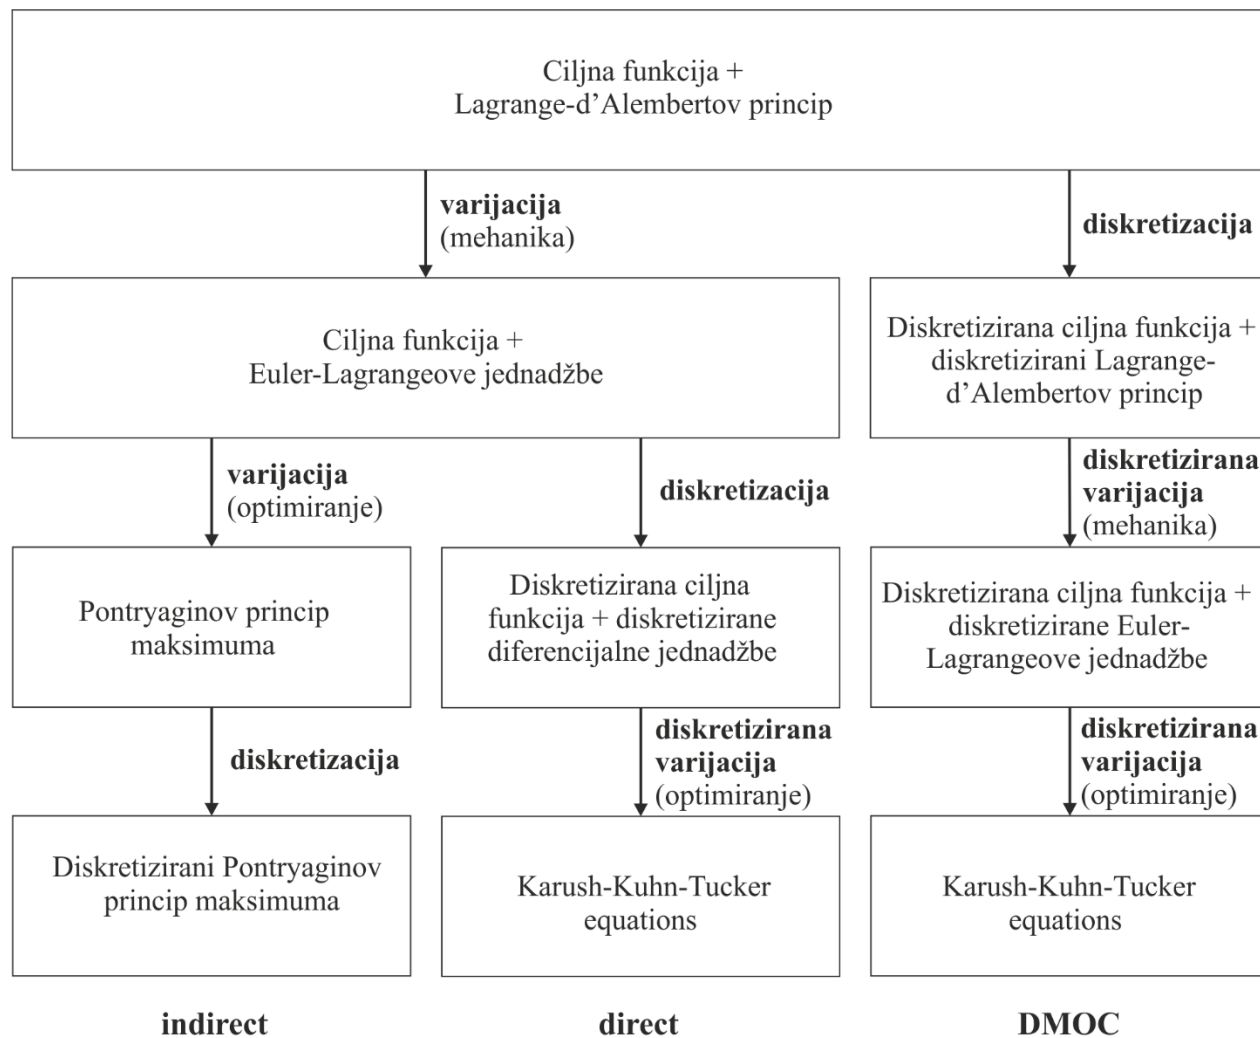 Ciljna funkcija +
Lagrange-d’Alembertov princip
varijacija
(mehanika)
diskretizacija
Ciljna funkcija +
Euler-Lagrangeove jednadžbe
Diskretizirana ciljna funkcija +
diskretizirani Lagrange-
d’Alembertov princip
varijacija
(optimiranje)
diskretizacija
diskretizirana
varijacija
(mehanika)
Pontryaginov princip
maksimuma
Diskretizirana ciljna
funkcija + diskretizirane
diferencijalne jednadžbe
Diskretizirana ciljna funkcija +
diskretizirane Euler-
Lagrangeove jednadžbe
diskretizacija
diskretizirana
varijacija
(optimiranje)
diskretizirana
varijacija
(optimiranje)
Diskretizirani Pontryaginov
princip maksimuma
Karush-Kuhn-Tucker
equations
Karush-Kuhn-Tucker
equations
indirect
direct
DMOC